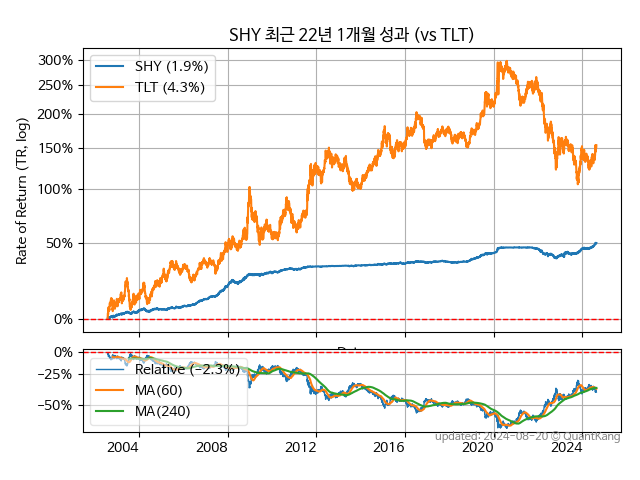 SHY 최근 22년 1개월 성과 (vs TLT)
Rate of Return (TR, log)
300%
250%
200%
150%
100%
50%
0%
SHY (1.9%)
TLT (4.3%)
0%
−25%
−50%
Relative (−2.3%)
MA(60)
MA(240)
2004
2008
2012
2016
2020
2024
updated: 2024-08-20 © QuantKang